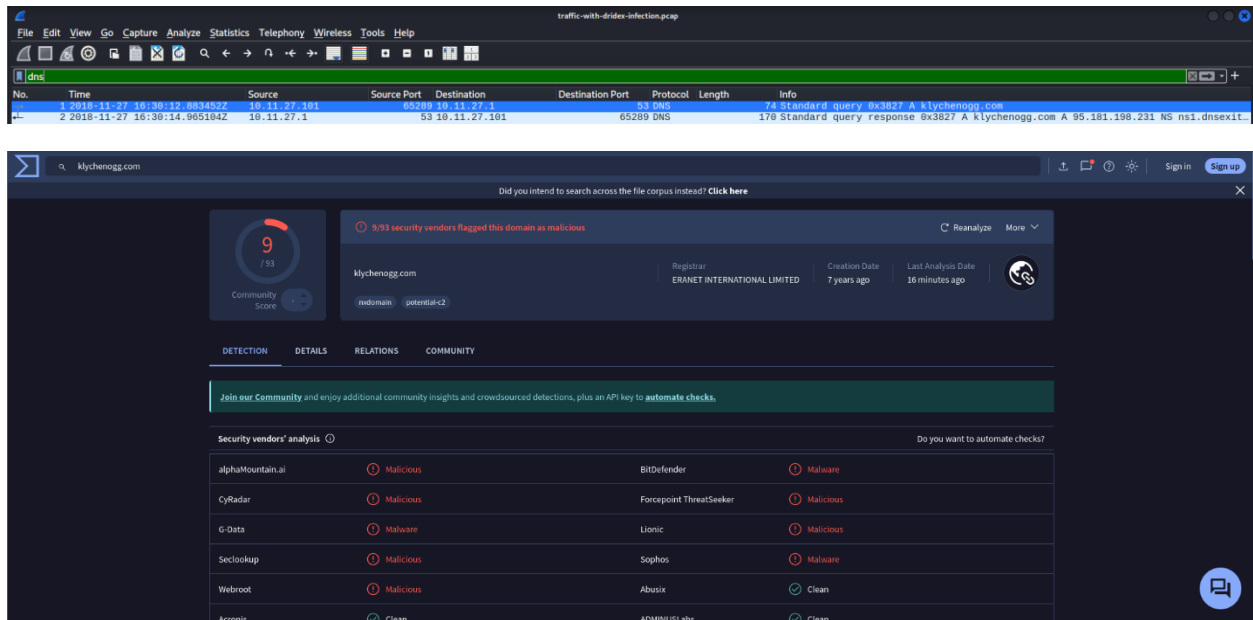 traffic-with-dridex-infection.pcap
File Edit View Go Capture Analyze Statistics Telephony Wireless Tools Help
dns
No. Time Source Source Port Destination Destination Port Protocol Length Info
1 2018-11-27 16:30:12.883452Z 10.11.27.101 65289 10.11.27.1 53 DNS 74 Standard query 0x3827 A klychenogg.com
2 2018-11-27 16:30:14.965104Z 10.11.27.1 53 10.11.27.101 65289 DNS 170 Standard query response 0x3827 A klychenogg.com A 95.181.198.231 NS ns1.dnsexit…
klychenogg.com Sign in Sign up
Did you intend to search across the file corpus instead? Click here
9
/ 93
Community
Score
-
9/93 security vendors flagged this domain as malicious Reanalyze More
klychenogg.com
nxdomain potential-c2
Registrar
ERANET INTERNATIONAL LIMITED
Creation Date
7 years ago
Last Analysis Date
16 minutes ago
DETECTION DETAILS RELATIONS COMMUNITY
Join our Community and enjoy additional community insights and crowdsourced detections, plus an API key to automate checks.
Security vendors' analysis Do you want to automate checks?
alphaMountain.ai Malicious BitDefender Malware
CyRadar Malicious Forcepoint ThreatSeeker Malicious
G-Data Malware Lionic Malicious
Seclookup Malicious Sophos Malware
Webroot Malicious Abusix Clean
Acronis Clean ADMINUSLabs Clean